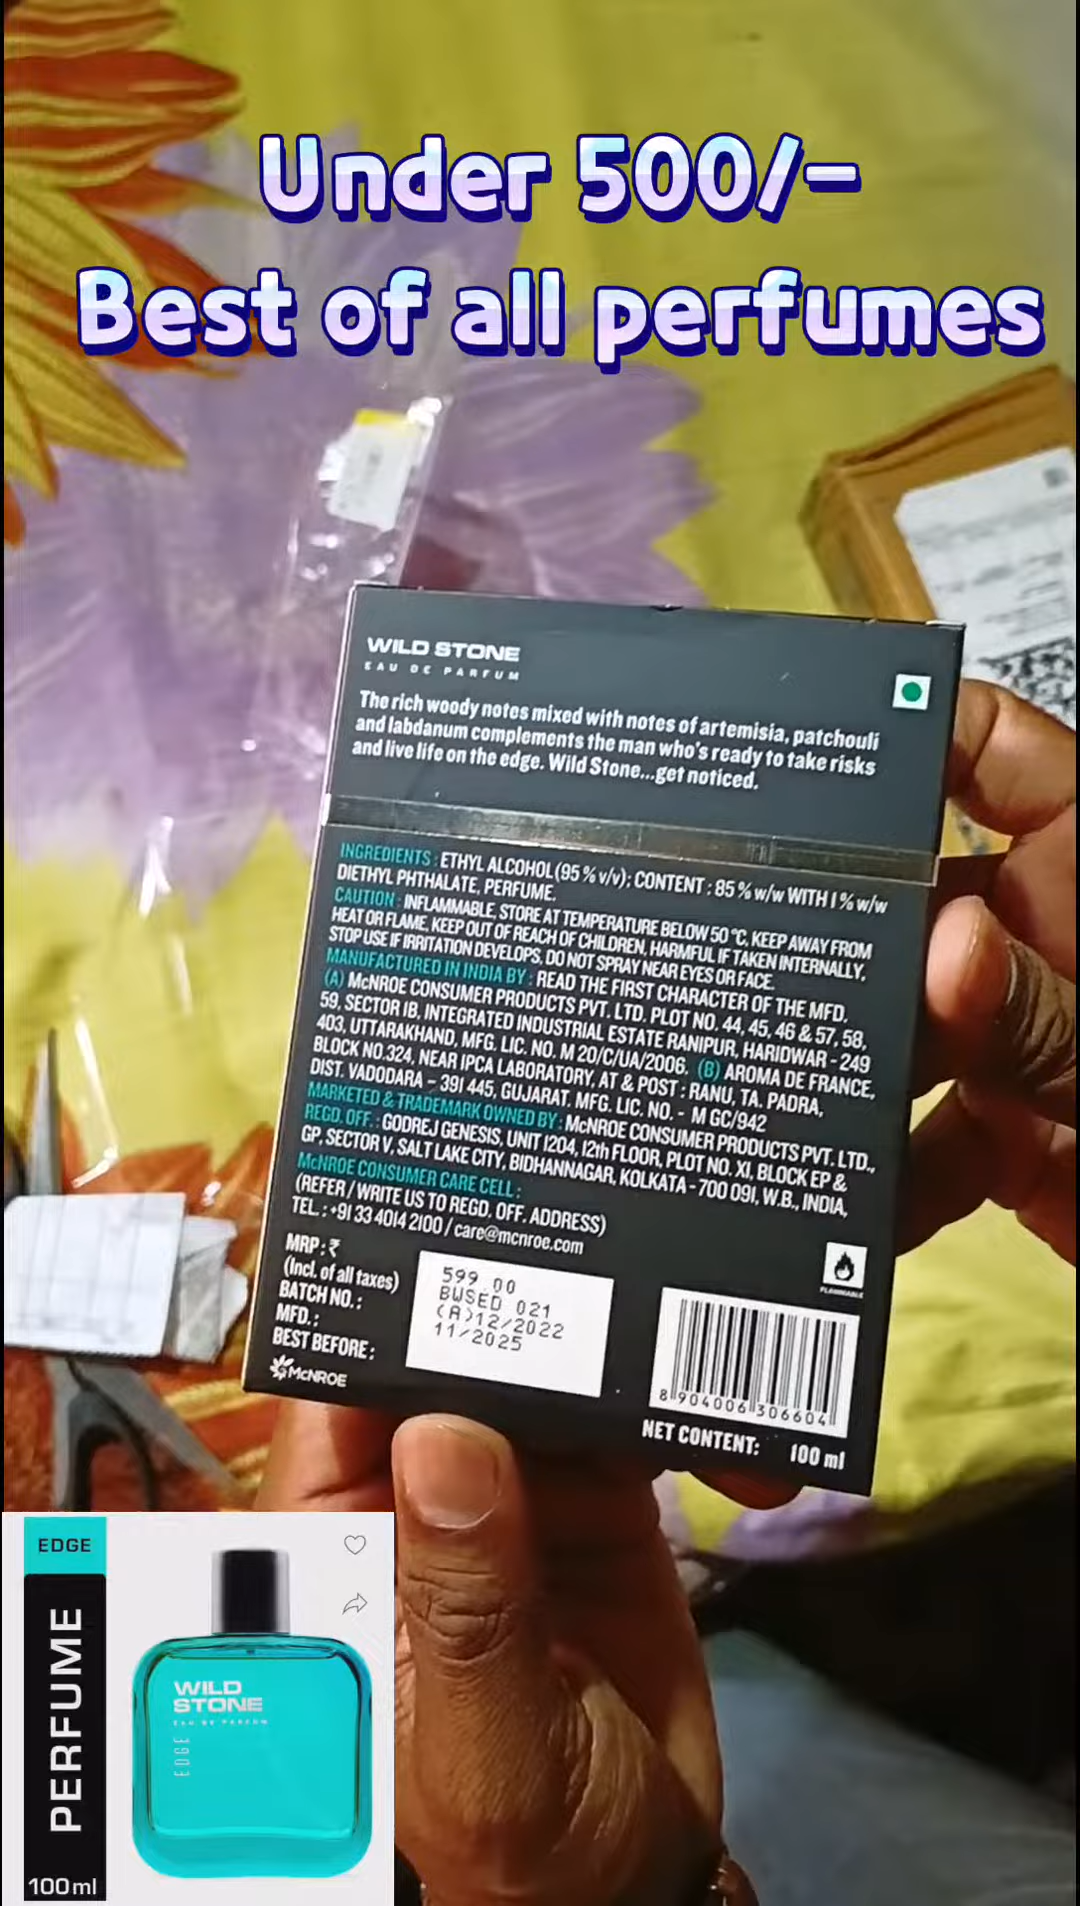 Under 500/-
Best of all perfumes
WILD STONE
EAU DE PARFUM
The rich woody notes mixed with notes of artemisia, patchouli
and labdanum complements the man who's ready to take risks
and live life on the edge. Wild Stone...get noticed.
INGREDIENTS : ETHYL ALCOHOL (95 % v/v); CONTENT : 85 % w/w WITH 1 % w/w
DIETHYL PHTHALATE, PERFUME.
CAUTION : INFLAMMABLE, STORE AT TEMPERATURE BELOW 50 °C, KEEP AWAY FROM
HEAT OR FLAME, KEEP OUT OF REACH OF CHILDREN, HARMFUL IF TAKEN INTERNALLY,
STOP USE IF IRRITATION DEVELOPS, DO NOT SPRAY NEAR EYES OR FACE.
MANUFACTURED IN INDIA BY : READ THE FIRST CHARACTER OF THE MFD.
(A) McNROE CONSUMER PRODUCTS PVT. LTD. PLOT NO. 44, 45, 46 & 57, 58,
59, SECTOR 1B, INTEGRATED INDUSTRIAL ESTATE RANIPUR, HARIDWAR - 249
403, UTTARAKHAND, MFG. LIC. NO. M 20/C/UA/2006. (B) AROMA DE FRANCE,
BLOCK NO.324, NEAR IPCA LABORATORY, AT & POST : RANU, TA. PADRA,
DIST. VADODARA - 391 445, GUJARAT. MFG. LIC. NO. - M GC/942
MARKETED & TRADEMARK OWNED BY : McNROE CONSUMER PRODUCTS PVT. LTD.,
REGD. OFF. : GODREJ GENESIS, UNIT 1204, 12th FLOOR, PLOT NO. XI, BLOCK EP &
GP, SECTOR V, SALT LAKE CITY, BIDHANNAGAR, KOLKATA - 700 091, W.B., INDIA,
McNROE CONSUMER CARE CELL :
(REFER / WRITE US TO REGD. OFF. ADDRESS)
TEL. : +91 33 4014 2100 / care@mcnroe.com
MRP : ₹
(Incl. of all taxes)
BATCH NO. :
MFD. :
BEST BEFORE :
599.00
BWSED 021
(A)12/2022
11/2025
McNROE
FLAMMABLE
8 904006 306604
NET CONTENT: 100 ml
EDGE
PERFUME
100 ml
WILD
STONE
EAU DE PARFUM
EDGE